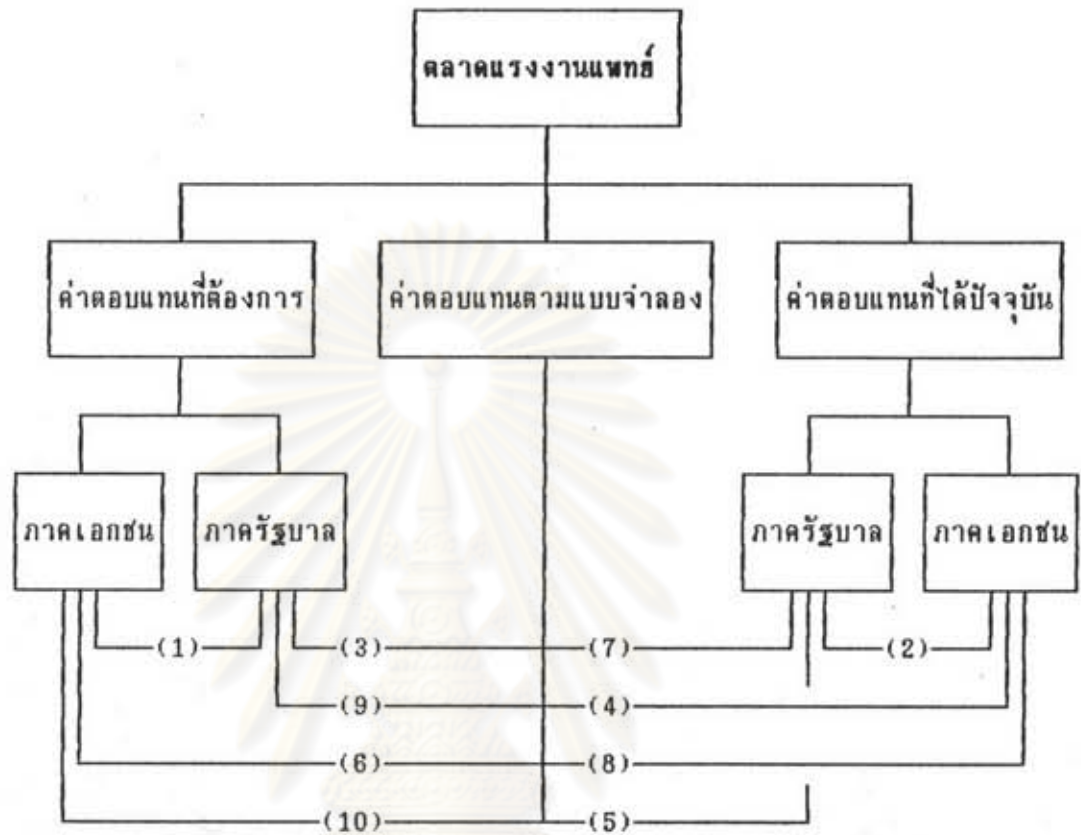 ตลาดแรงงานแพทย์
ค่าตอบแทนที่ต้องการ
ค่าตอบแทนตามแบบจำลอง
ค่าตอบแทนที่ได้ปัจจุบัน
ภาคเอกชน
ภาครัฐบาล
ภาครัฐบาล
ภาคเอกชน
(1) (3) (7) (2)
(9) (4)
(6) (8)
(10) (5)